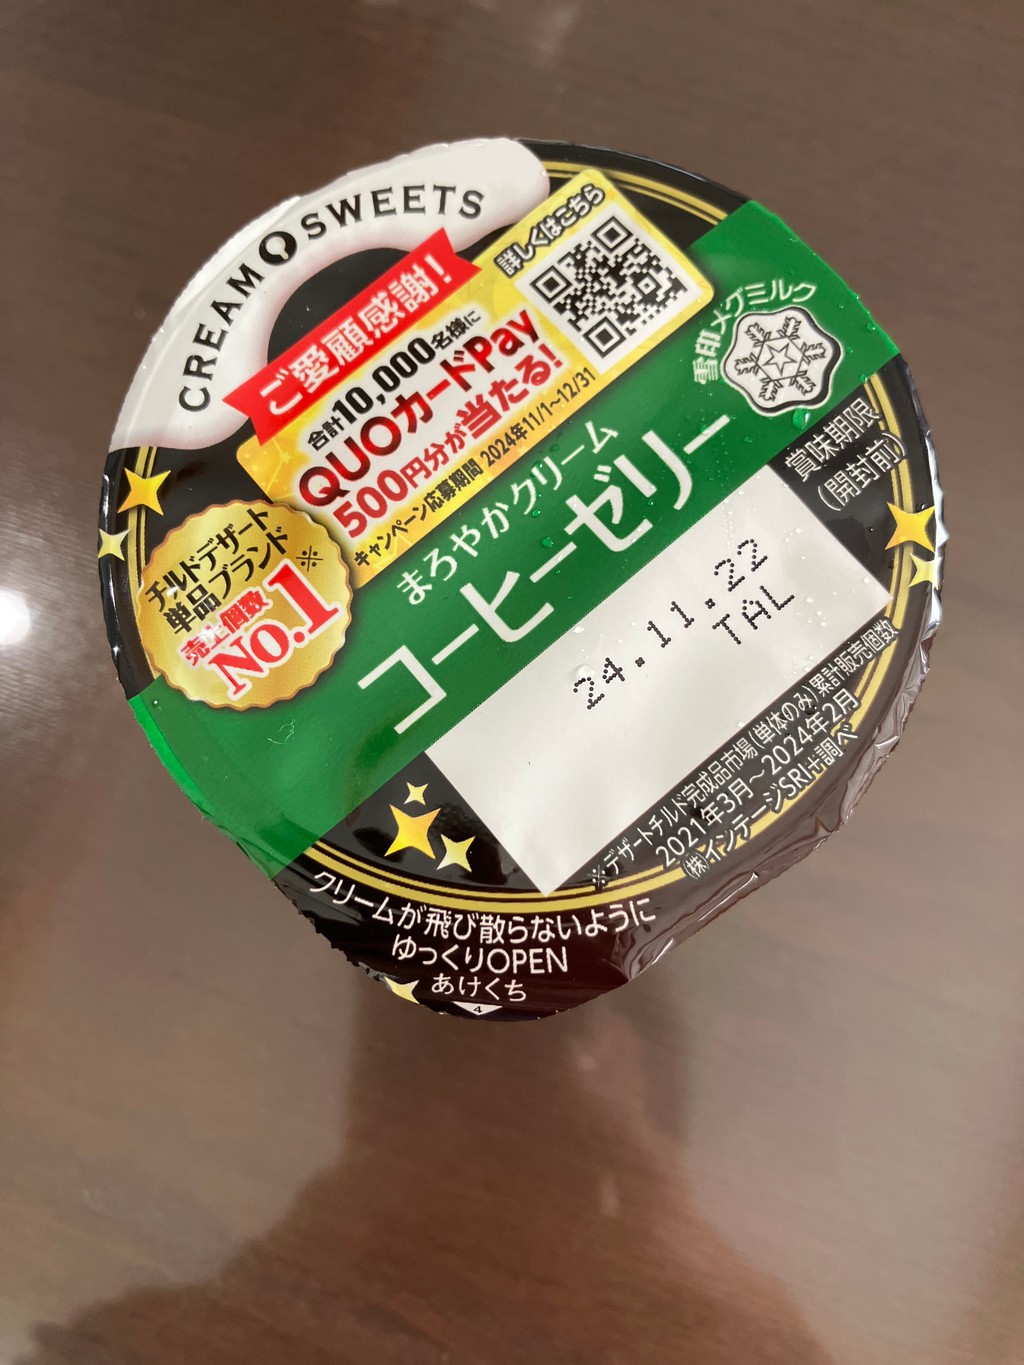 CREAM SWEETS
ご愛顧感謝!
詳しくはこちら
合計10,000名様に
QUOカードPay
500円分が当たる!
キャンペーン応募期間 2024年11/1~12/31
雪印メグミルク
チルドデザート
単品ブランド※
売上個数
No.1
まろやかクリーム
コーヒーゼリー
賞味期限
(開封前)
24.11.22
TAL
※デザートチルド完成品市場(単体のみ)累計販売個数
2021年3月~2024年2月
(株)インテージSRI+調べ
クリームが飛び散らないように
ゆっくりOPEN
あけくち
4